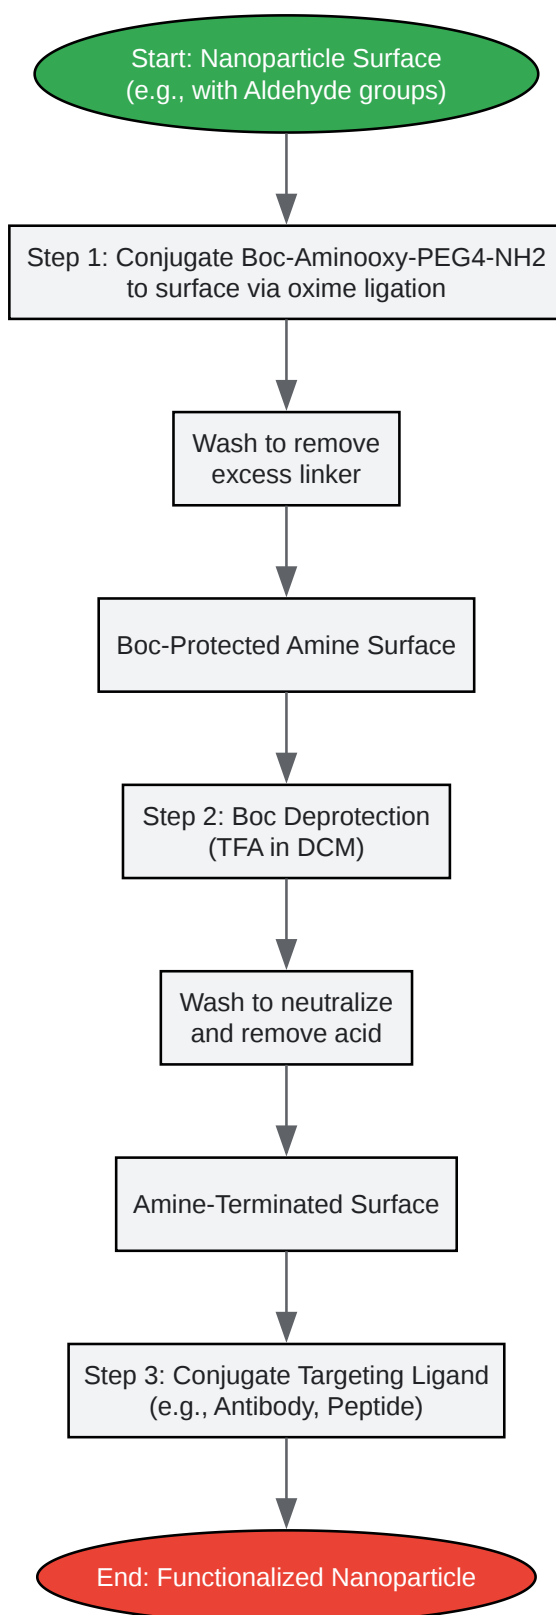 Start: Nanoparticle Surface
(e.g., with Aldehyde groups)
Step 1: Conjugate Boc-Aminooxy-PEG4-NH2
to surface via oxime ligation
Wash to remove
excess linker
Boc-Protected Amine Surface
Step 2: Boc Deprotection
(TFA in DCM)
Wash to neutralize
and remove acid
Amine-Terminated Surface
Step 3: Conjugate Targeting Ligand
(e.g., Antibody, Peptide)
End: Functionalized Nanoparticle